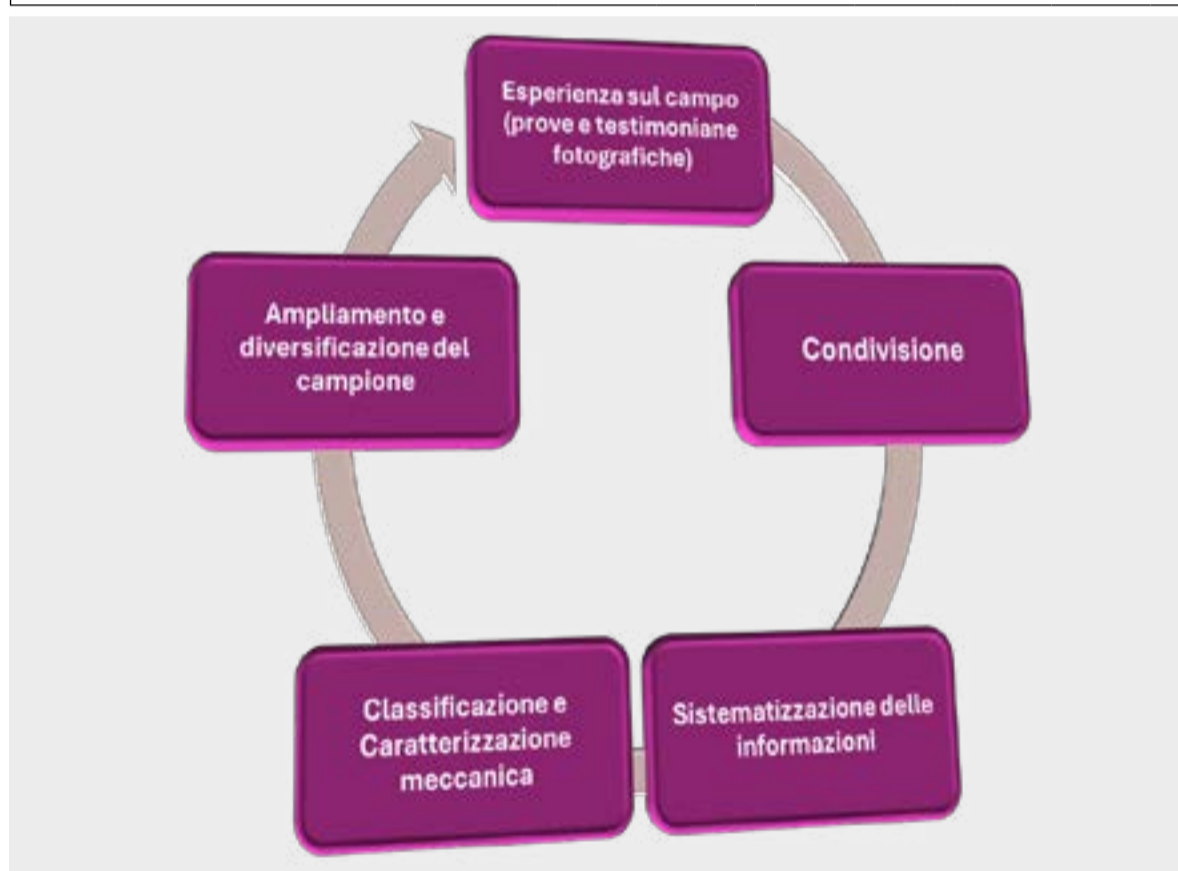 Esperienza sul campo
(prove e testimoniane
fotografiche)
Condivisione
Sistematizzazione delle
informazioni
Classificazione e
Caratterizzazione
meccanica
Ampliamento e
diversificazione del
campione